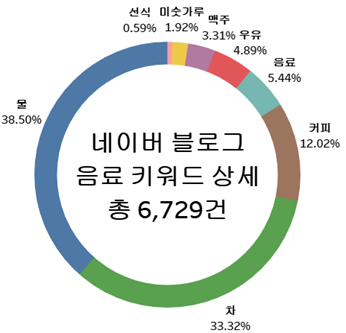 선식
0.59%
미숫가루
1.92%
맥주
3.31%
우유
4.89%
음료
5.44%
커피
12.02%
물
38.50%
네이버 블로그
음료 키워드 상세
총 6,729건
차
33.32%